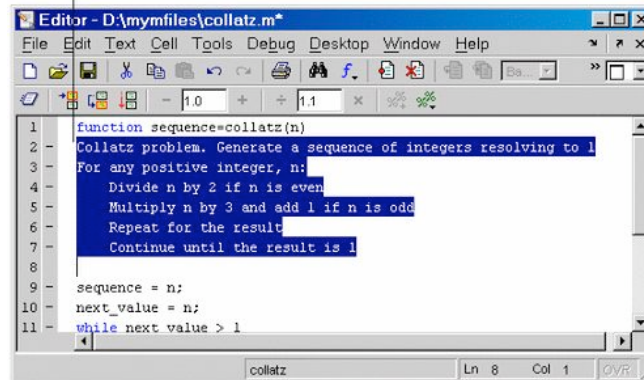 Editor - D:\mymfiles\collatz.m*
File Edit Text Cell Tools Debug Desktop Window Help
Ba...
1.0 1.1
1 function sequence=collatz(n)
2 - Collatz problem. Generate a sequence of integers resolving to 1
3 - For any positive integer, n:
4 - Divide n by 2 if n is even
5 - Multiply n by 3 and add 1 if n is odd
6 - Repeat for the result
7 - Continue until the result is 1
8
9 - sequence = n;
10 - next_value = n;
11 - while next_value > 1
collatz Ln 8 Col 1 OVR